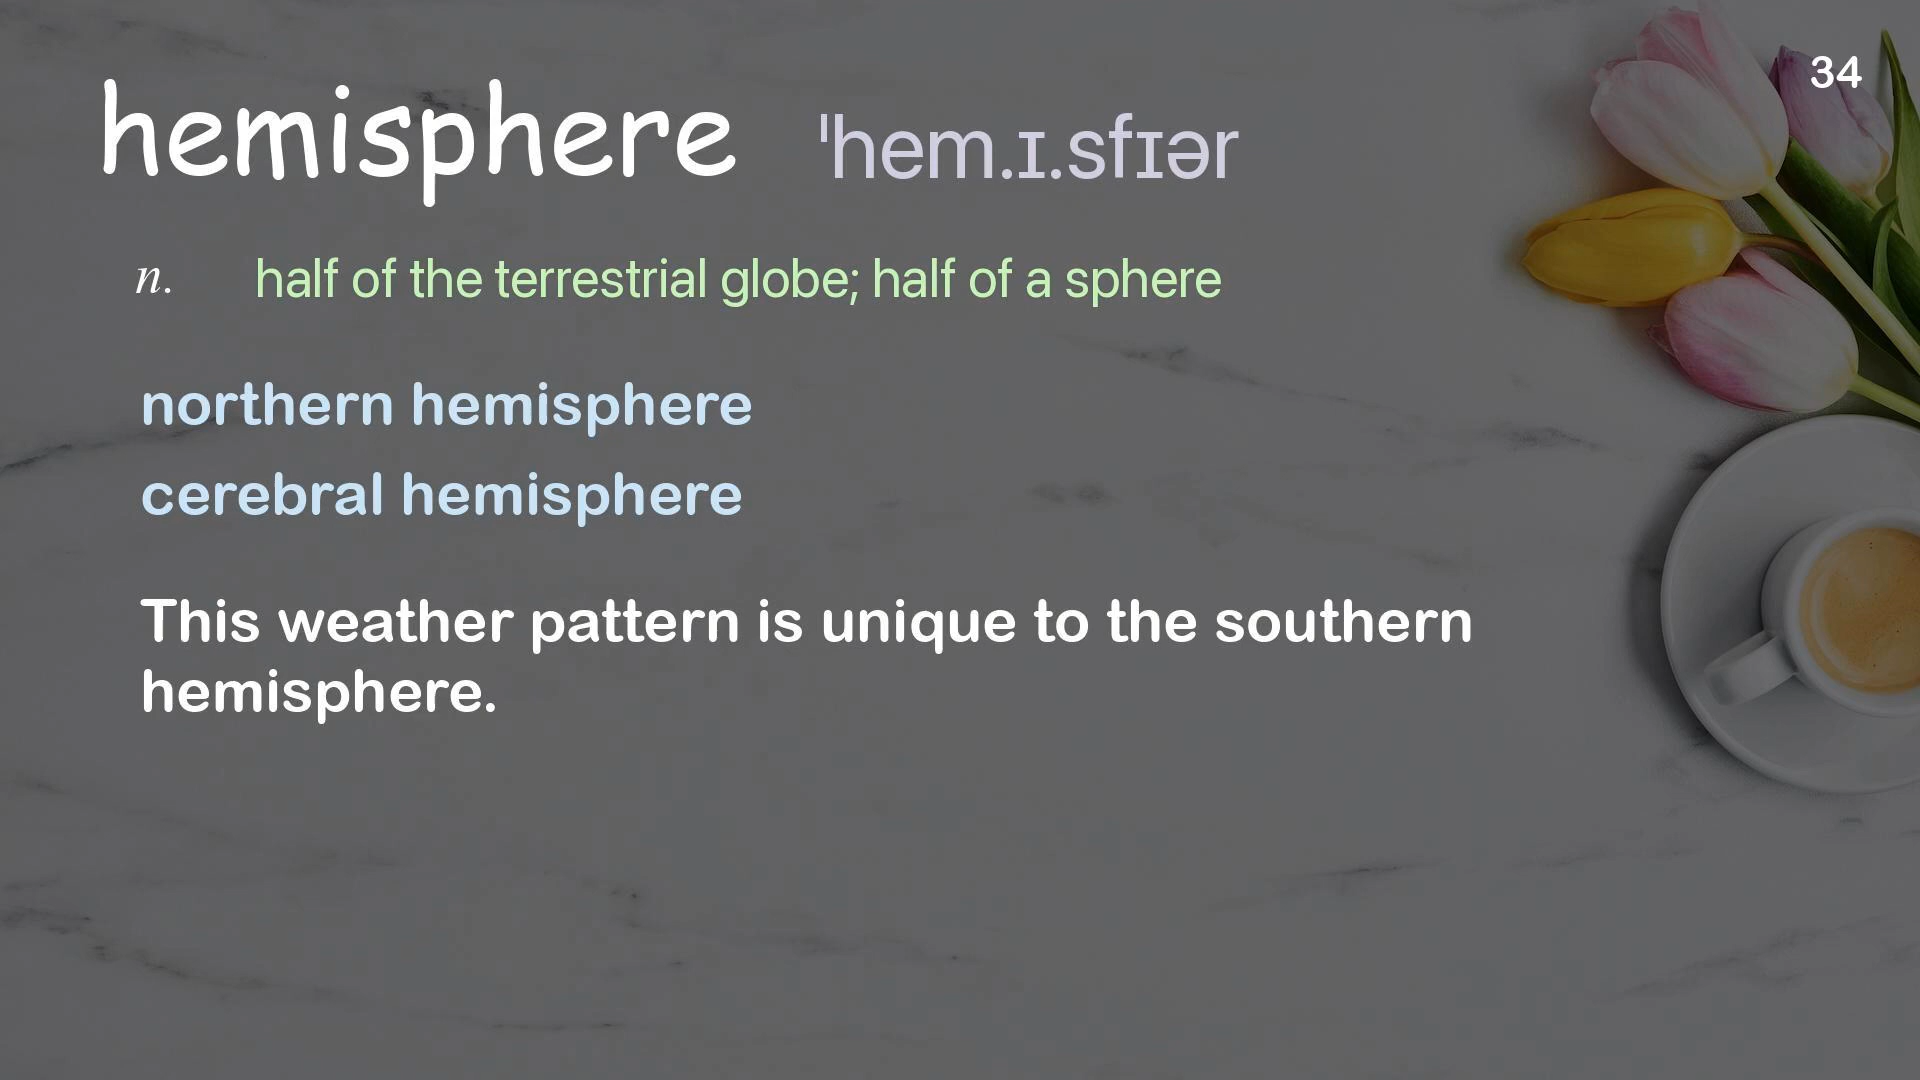 34
hemisphere ˈhem.ɪ.sfɪər
n. half of the terrestrial globe; half of a sphere
northern hemisphere
cerebral hemisphere
This weather pattern is unique to the southern
hemisphere.